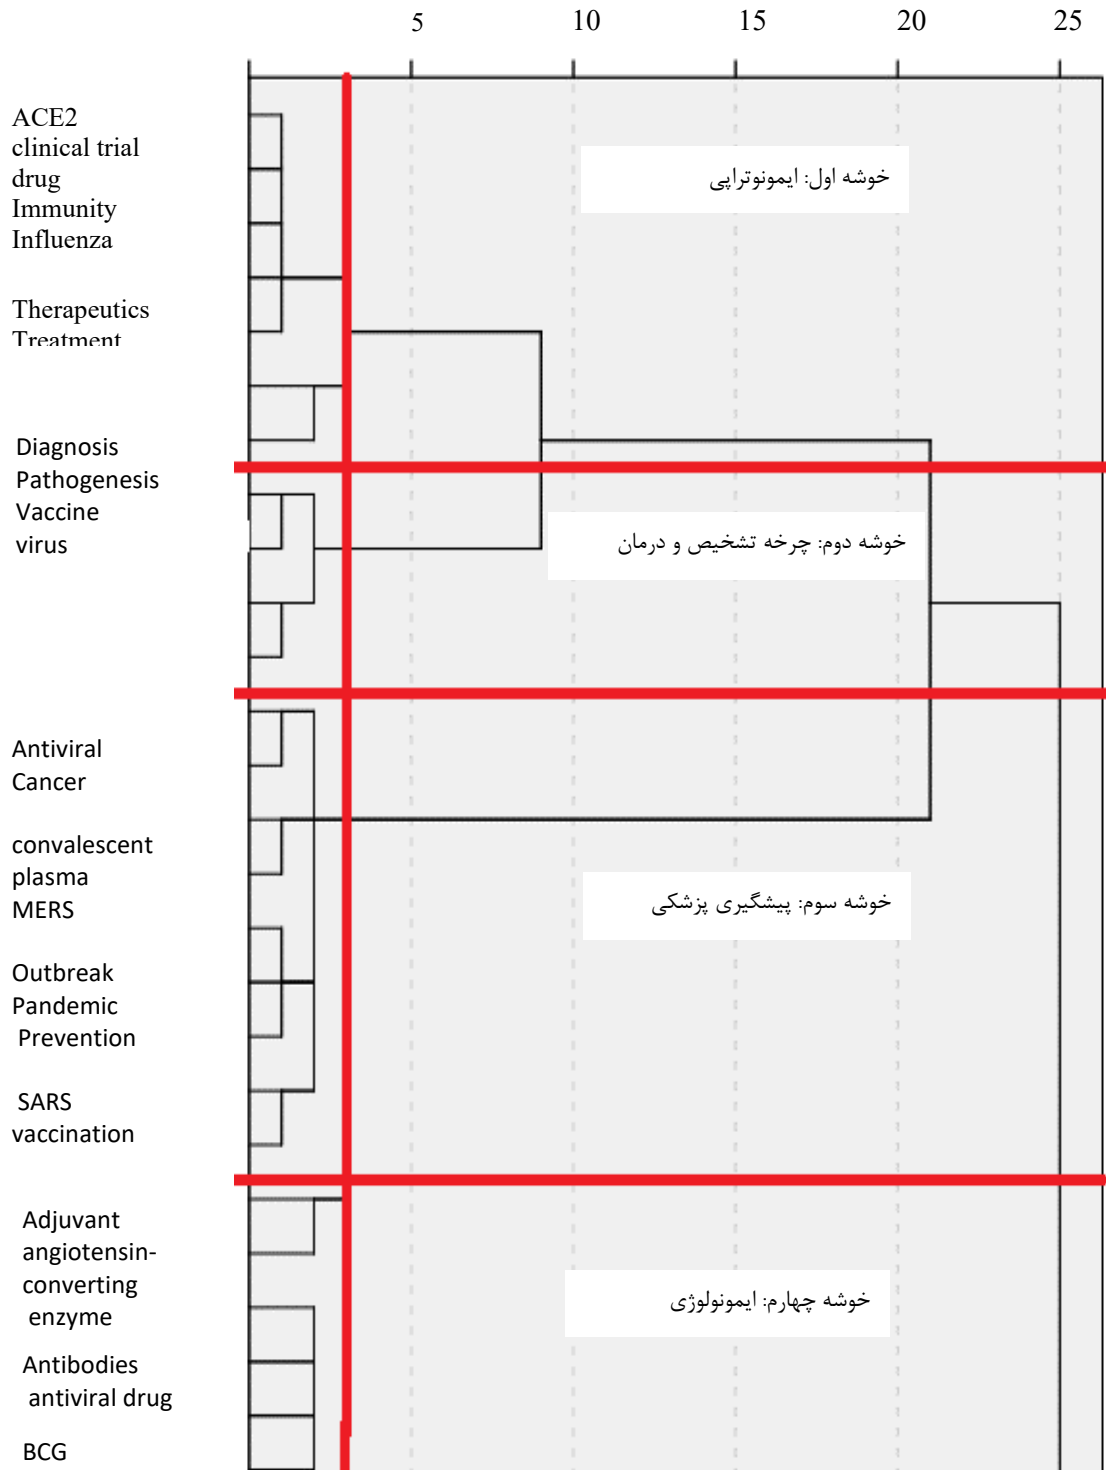 5 10 15 20 25
ACE2
clinical trial
drug
Immunity
Influenza
Therapeutics
Treatment
خوشه اول: ایمونوتراپی
Diagnosis
Pathogenesis
Vaccine
virus
خوشه دوم: چرخه تشخیص و درمان
Antiviral
Cancer
convalescent
plasma
MERS
Outbreak
Pandemic
Prevention
SARS
vaccination
خوشه سوم: پیشگیری پزشکی
Adjuvant
angiotensin-
converting
enzyme
Antibodies
antiviral drug
BCG
خوشه چهارم: ایمونولوژی